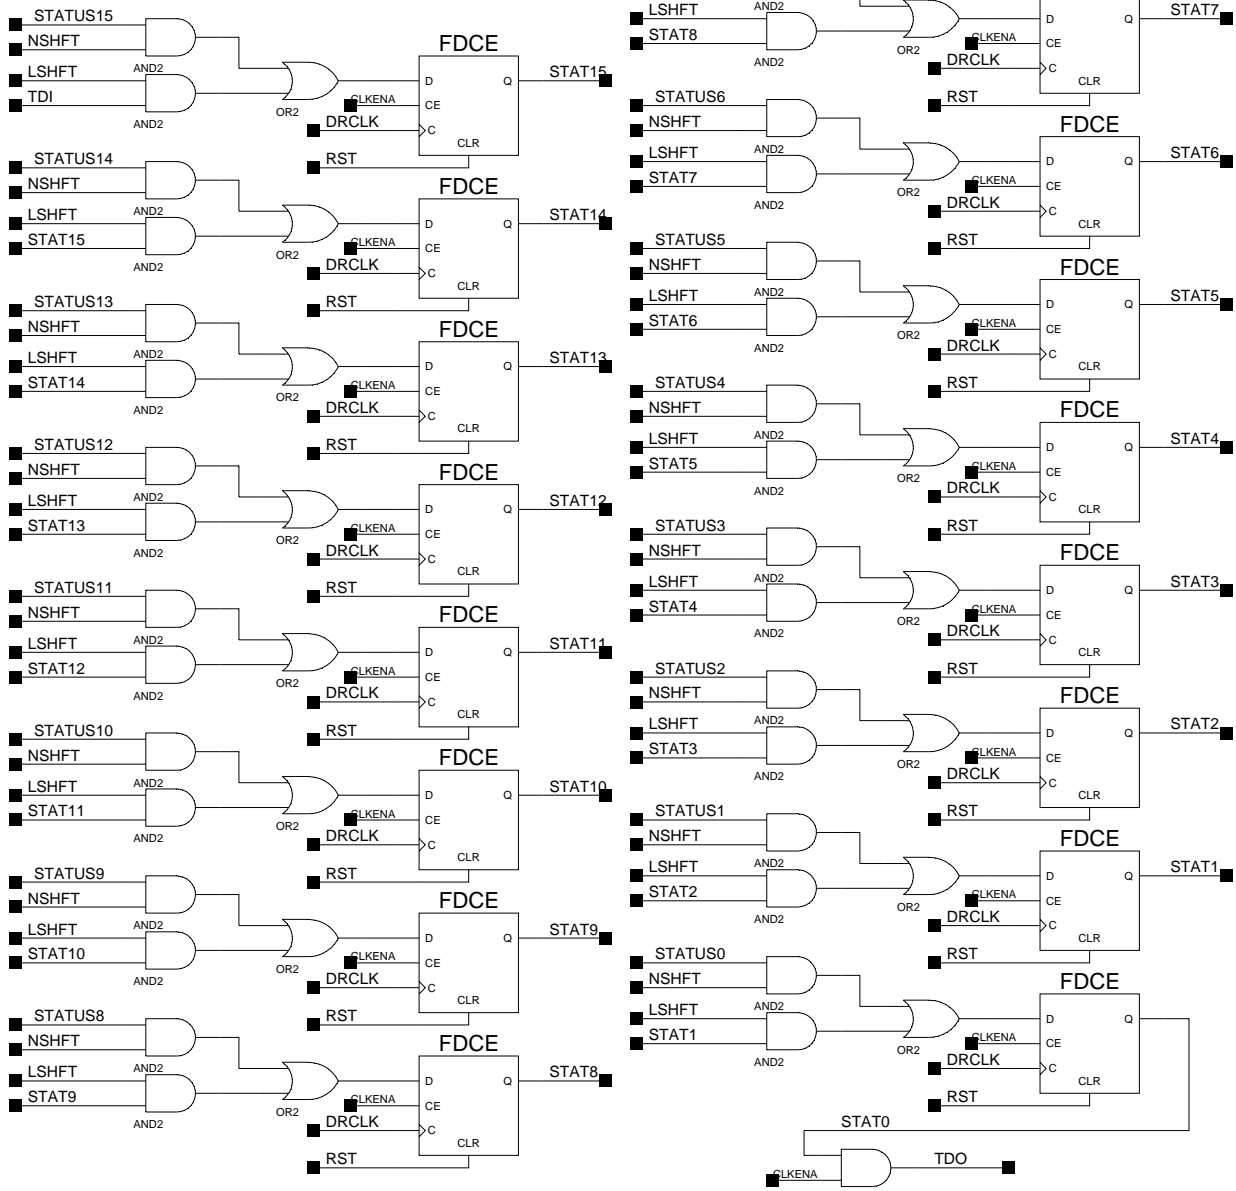 STATUS15
NSHFT
AND2
LSHFT
TDI
AND2
OR2
FDCE
D
Q
STAT15
CLKENA
CE
DRCLK
C
CLR
RST
STATUS14
NSHFT
AND2
LSHFT
STAT15
AND2
OR2
FDCE
D
Q
STAT14
CLKENA
CE
DRCLK
C
CLR
RST
STATUS13
NSHFT
AND2
LSHFT
STAT14
AND2
OR2
FDCE
D
Q
STAT13
CLKENA
CE
DRCLK
C
CLR
RST
STATUS12
NSHFT
AND2
LSHFT
STAT13
AND2
OR2
FDCE
D
Q
STAT12
CLKENA
CE
DRCLK
C
CLR
RST
STATUS11
NSHFT
AND2
LSHFT
STAT12
AND2
OR2
FDCE
D
Q
STAT11
CLKENA
CE
DRCLK
C
CLR
RST
STATUS10
NSHFT
AND2
LSHFT
STAT11
AND2
OR2
FDCE
D
Q
STAT10
CLKENA
CE
DRCLK
C
CLR
RST
STATUS9
NSHFT
AND2
LSHFT
STAT10
AND2
OR2
FDCE
D
Q
STAT9
CLKENA
CE
DRCLK
C
CLR
RST
STATUS8
NSHFT
AND2
LSHFT
STAT9
AND2
OR2
FDCE
D
Q
STAT8
CLKENA
CE
DRCLK
C
CLR
RST
LSHFT
STAT8
AND2
OR2
D
Q
STAT7
CLKENA
CE
DRCLK
C
CLR
RST
STATUS6
NSHFT
AND2
LSHFT
STAT7
AND2
OR2
FDCE
D
Q
STAT6
CLKENA
CE
DRCLK
C
CLR
RST
STATUS5
NSHFT
AND2
LSHFT
STAT6
AND2
OR2
FDCE
D
Q
STAT5
CLKENA
CE
DRCLK
C
CLR
RST
STATUS4
NSHFT
AND2
LSHFT
STAT5
AND2
OR2
FDCE
D
Q
STAT4
CLKENA
CE
DRCLK
C
CLR
RST
STATUS3
NSHFT
AND2
LSHFT
STAT4
AND2
OR2
FDCE
D
Q
STAT3
CLKENA
CE
DRCLK
C
CLR
RST
STATUS2
NSHFT
AND2
LSHFT
STAT3
AND2
OR2
FDCE
D
Q
STAT2
CLKENA
CE
DRCLK
C
CLR
RST
STATUS1
NSHFT
AND2
LSHFT
STAT2
AND2
OR2
FDCE
D
Q
STAT1
CLKENA
CE
DRCLK
C
CLR
RST
STATUS0
NSHFT
AND2
LSHFT
STAT1
AND2
OR2
FDCE
D
Q
CLKENA
CE
DRCLK
C
CLR
RST
STAT0
CLKENA
TDO